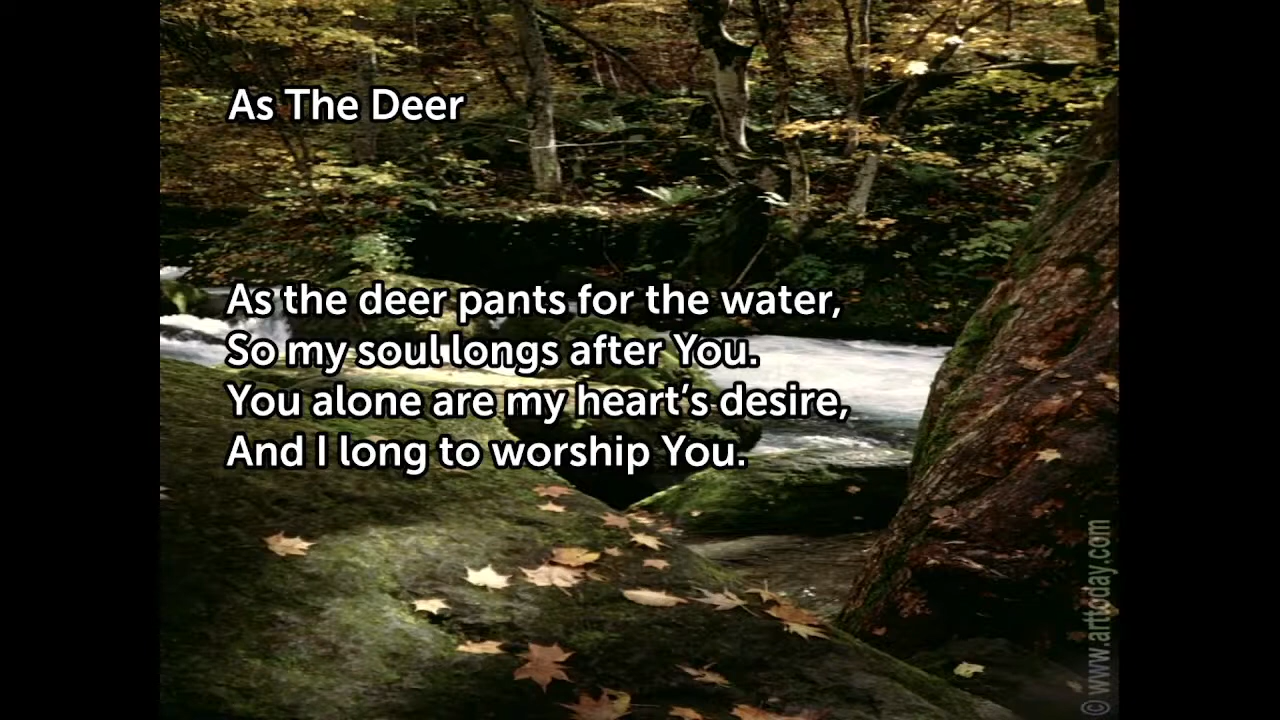 As The Deer
As the deer pants for the water,
So my soul longs after You.
You alone are my heart's desire,
And I long to worship You.
© www.arttoday.com